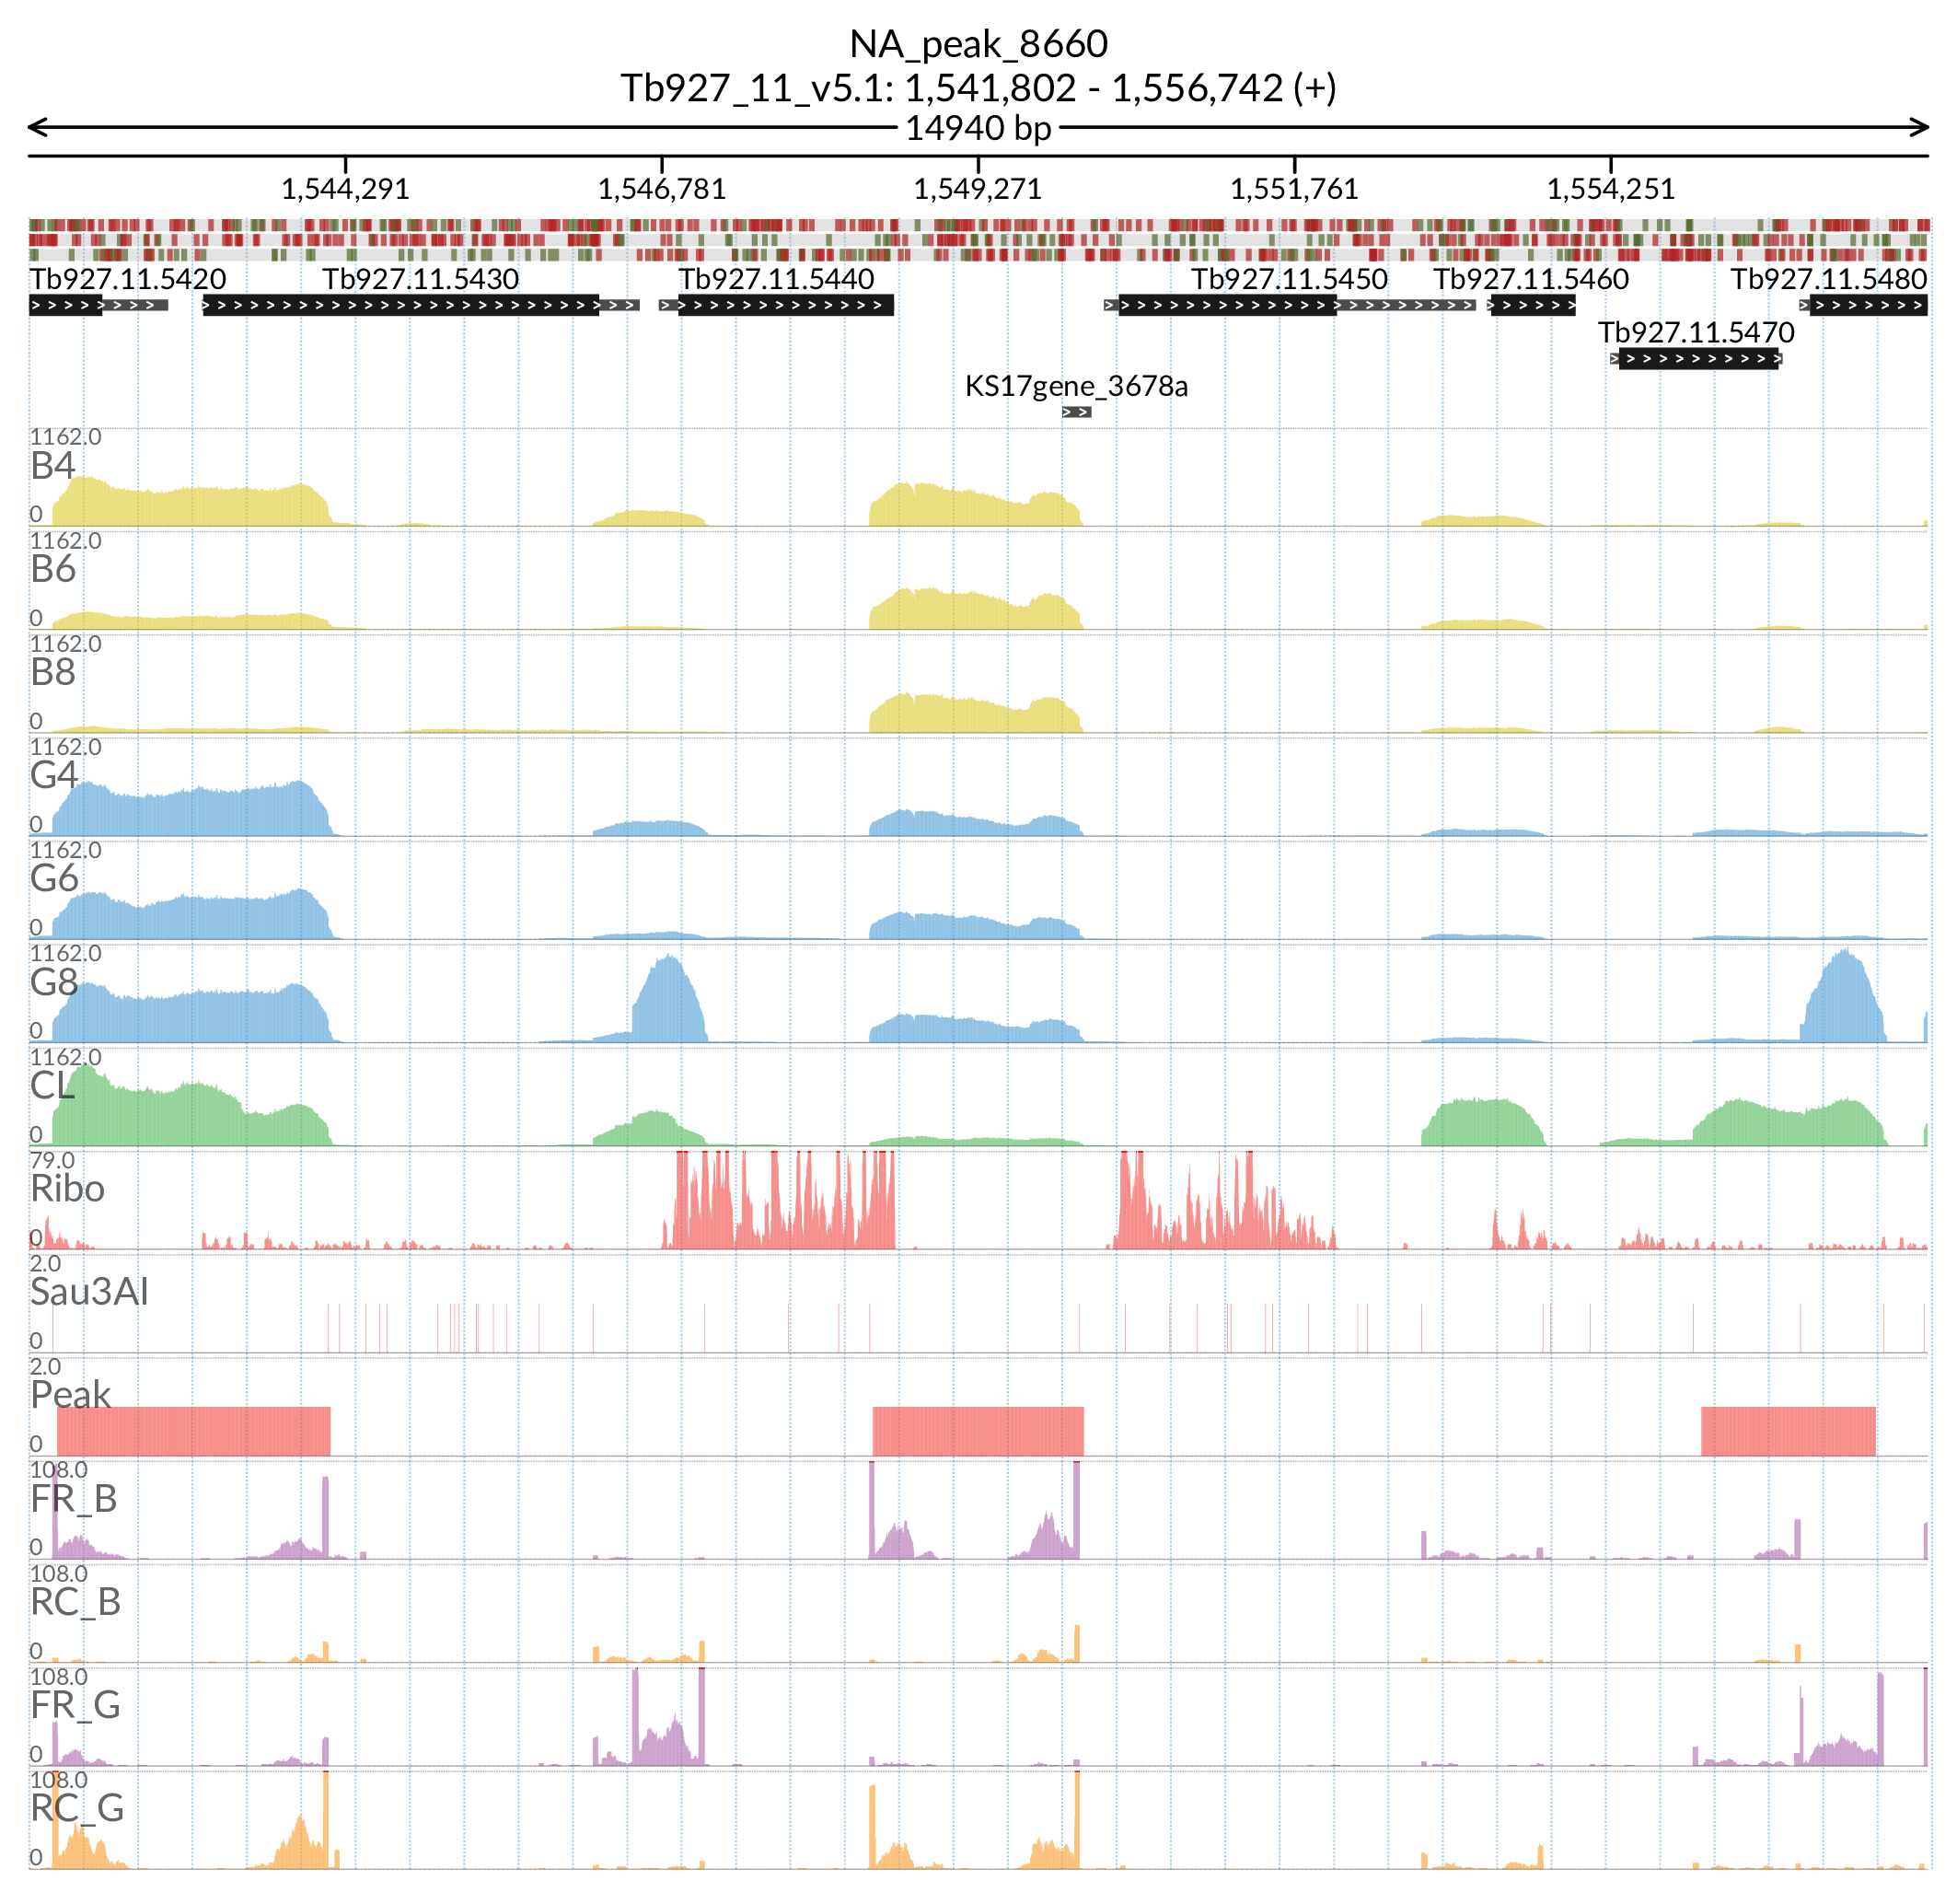 NA_peak_8660
Tb927_11_v5.1: 1,541,802 - 1,556,742 (+)
14940 bp
1,544,291 1,546,781 1,549,271 1,551,761 1,554,251
Tb927.11.5420 Tb927.11.5430 Tb927.11.5440 Tb927.11.5450 Tb927.11.5460 Tb927.11.5480
Tb927.11.5470
KS17gene_3678a
1162.0
B4
0
1162.0
B6
0
1162.0
B8
0
1162.0
G4
0
1162.0
G6
0
1162.0
G8
0
1162.0
CL
0
79.0
Ribo
0
2.0
Sau3AI
0
2.0
Peak
0
108.0
FR_B
0
108.0
RC_B
0
108.0
FR_G
0
108.0
RC_G
0